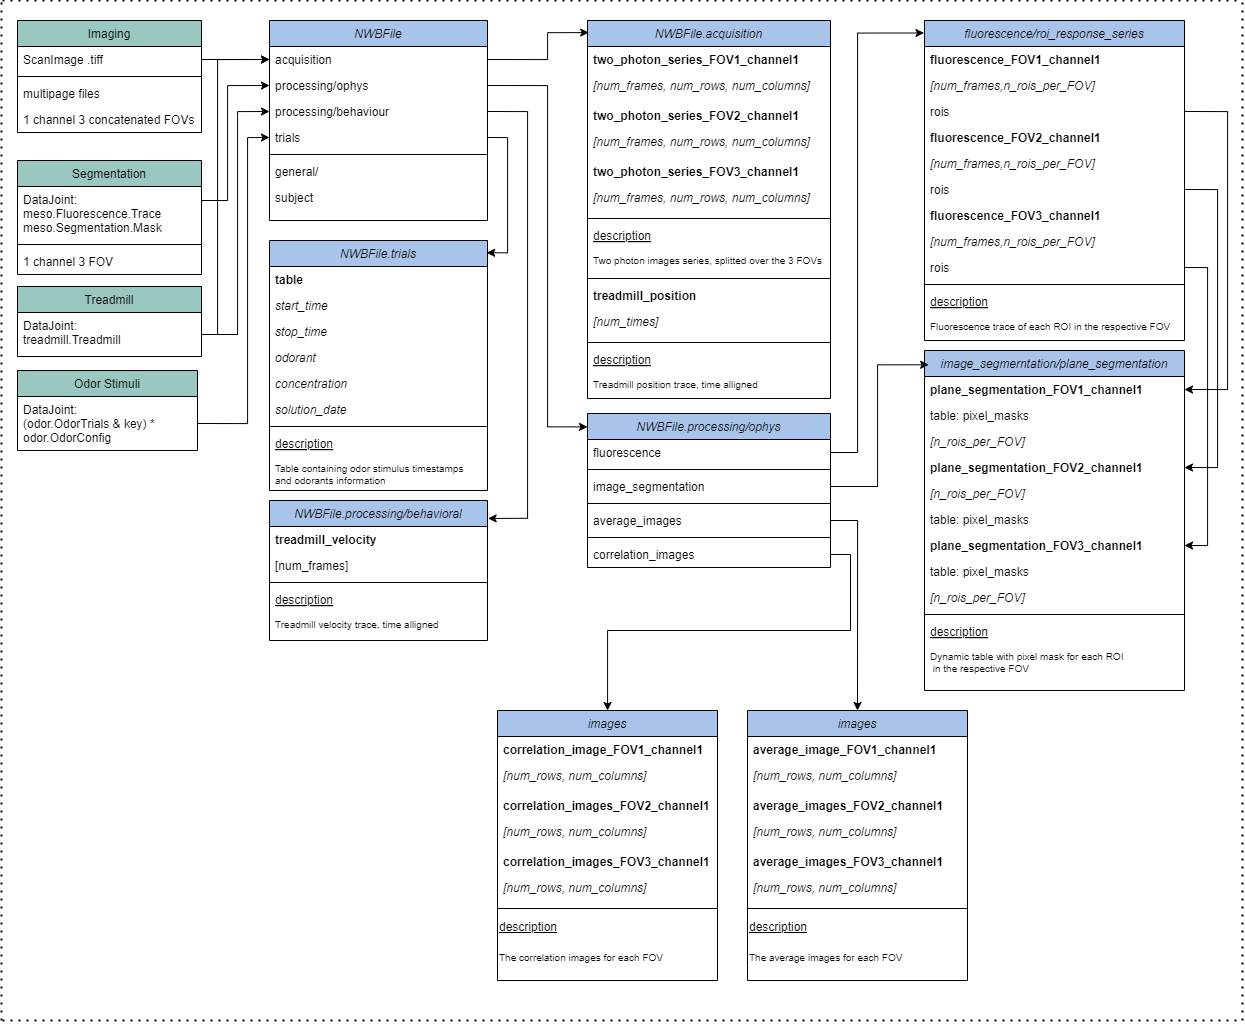 Imaging
ScanImage .tiff
multipage files
1 channel 3 concatenated FOVs
Segmentation
DataJoint:
meso.Fluorescence.Trace
meso.Segmentation.Mask
1 channel 3 FOV
Treadmill
DataJoint:
treadmill.Treadmill
Odor Stimuli
DataJoint:
(odor.OdorTrials & key) *
odor.OdorConfig
NWBFile
acquisition
processing/ophys
processing/behaviour
trials
general/
subject
NWBFile.trials
table
start_time
stop_time
odorant
concentration
solution_date
description
Table containing odor stimulus timestamps
and odorants information
NWBFile.processing/behavioral
treadmill_velocity
[num_frames]
description
Treadmill velocity trace, time alligned
NWBFile.acquisition
two_photon_series_FOV1_channel1
[num_frames, num_rows, num_columns]
two_photon_series_FOV2_channel1
[num_frames, num_rows, num_columns]
two_photon_series_FOV3_channel1
[num_frames, num_rows, num_columns]
description
Two photon images series, splitted over the 3 FOVs
treadmill_position
[num_times]
description
Treadmill position trace, time alligned
NWBFile.processing/ophys
fluorescence
image_segmentation
average_images
correlation_images
fluorescence/roi_response_series
fluorescence_FOV1_channel1
[num_frames,n_rois_per_FOV]
rois
fluorescence_FOV2_channel1
[num_frames,n_rois_per_FOV]
rois
fluorescence_FOV3_channel1
[num_frames,n_rois_per_FOV]
rois
description
Fluorescence trace of each ROI in the respective FOV
image_segmerntation/plane_segmentation
plane_segmentation_FOV1_channel1
table: pixel_masks
[n_rois_per_FOV]
plane_segmentation_FOV2_channel1
[n_rois_per_FOV]
table: pixel_masks
plane_segmentation_FOV3_channel1
table: pixel_masks
[n_rois_per_FOV]
description
Dynamic table with pixel mask for each ROI
in the respective FOV
images
correlation_image_FOV1_channel1
[num_rows, num_columns]
correlation_images_FOV2_channel1
[num_rows, num_columns]
correlation_images_FOV3_channel1
[num_rows, num_columns]
description
The correlation images for each FOV
images
average_image_FOV1_channel1
[num_rows, num_columns]
average_images_FOV2_channel1
[num_rows, num_columns]
average_images_FOV3_channel1
[num_rows, num_columns]
description
The average images for each FOV